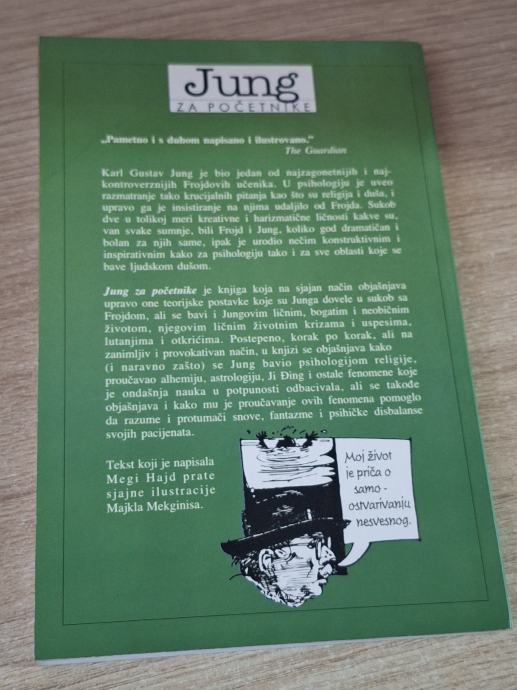 Jung
ZA POČETNIKE
„Pametno i s duhom napisano i ilustrovano.“
The Guardian
Karl Gustav Jung je bio jedan od najzagonetnijih i naj-
kontroverznijih Frojdovih učenika. U psihologiju je uveo
razmatranje tako krucijalnih pitanja kao što su religija i duša, i
upravo ga je insistiranje na njima udaljilo od Frojda. Sukob
dve u tolikoj meri kreativne i harizmatične ličnosti kakve su,
van svake sumnje, bili Frojd i Jung, koliko god dramatičan i
bolan za njih same, ipak je urodio nečim konstruktivnim i
inspirativnim kako za psihologiju tako i za sve oblasti koje se
bave ljudskom dušom.
Jung za početnike je knjiga koja na sjajan način objašnjava
upravo one teorijske postavke koje su Junga dovele u sukob sa
Frojdom, ali se bavi i Jungovim ličnim, bogatim i neobičnim
životom, njegovim ličnim životnim krizama i uspesima,
lutanjima i otkrićima. Postepeno, korak po korak, ali na
zanimljiv i provokativan način, u knjizi se objašnjava kako
(i naravno zašto) se Jung bavio psihologijom religije,
proučavao alhemiju, astrologiju, Ji Đing i ostale fenomene koje
je ondašnja nauka u potpunosti odbacivala, ali se takođe
objašnjava i kako mu je proučavanje ovih fenomena pomoglo
da razume i protumači snove, fantazme i psihičke disbalanse
svojih pacijenata.
Tekst koji je napisala
Megi Hajd prate
sjajne ilustracije
Majkla Mekginisa.
Moj život
je priča o
samo-
ostvarivanju
nesvesnog.